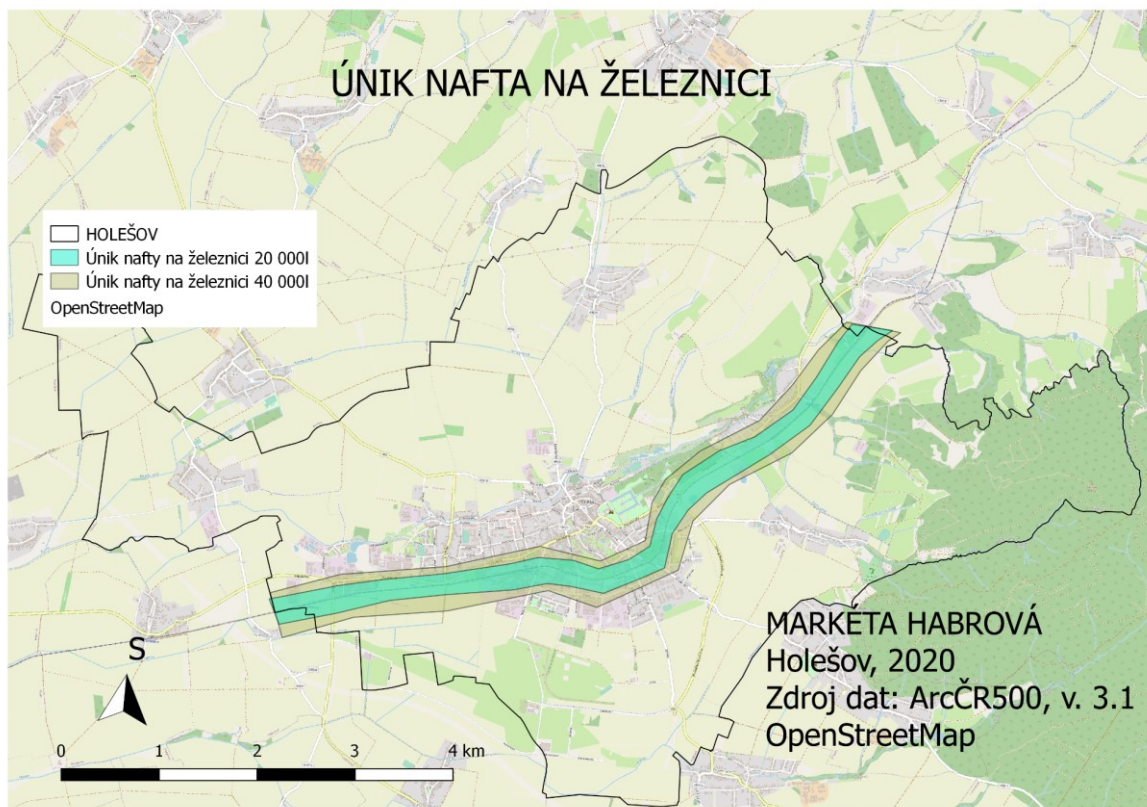 ÚNIK NAFTA NA ŽELEZNICI
HOLEŠOV
Únik nafty na železnici 20 000l
Únik nafty na železnici 40 000l
OpenStreetMap
S
0 1 2 3 4 km
MARKÉTA HABROVÁ
Holešov, 2020
Zdroj dat: ArcČR500, v. 3.1
OpenStreetMap